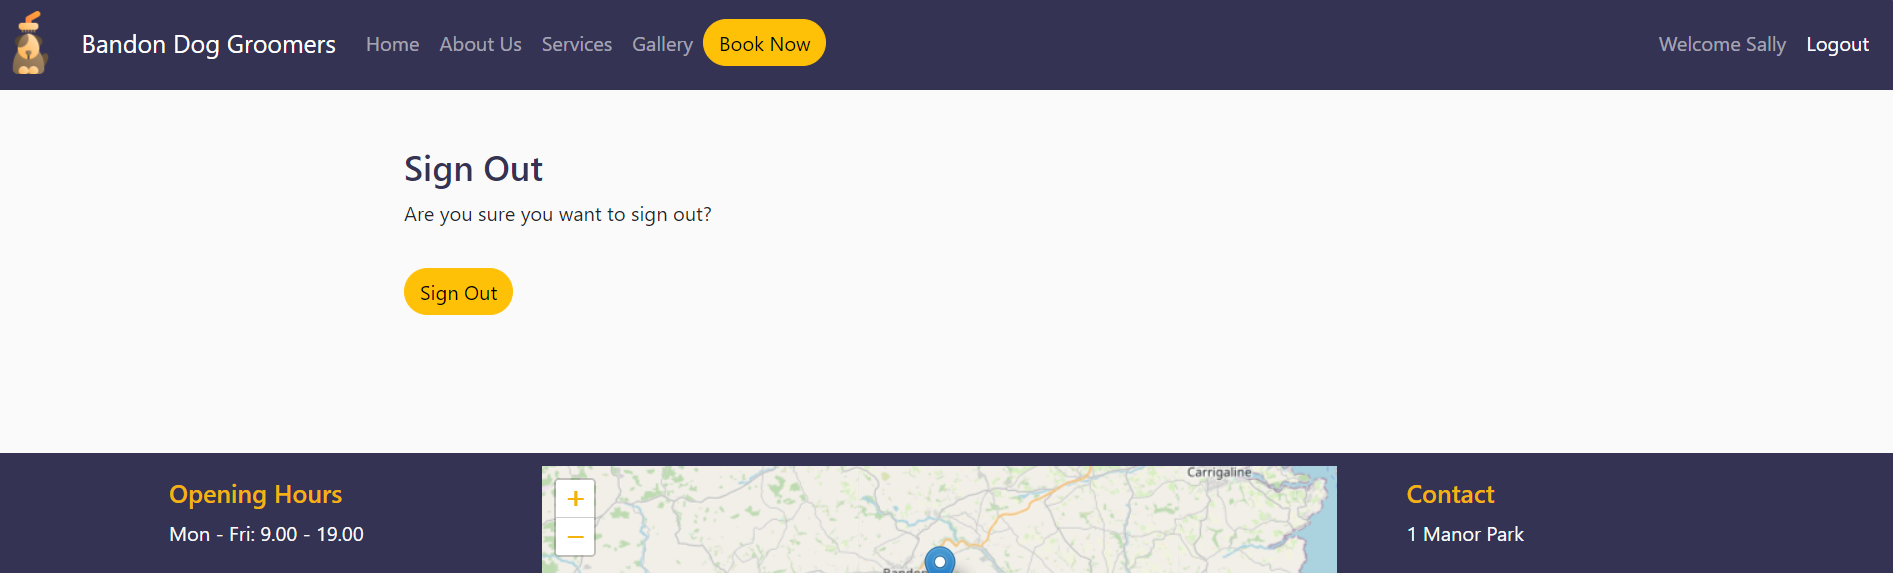 Bandon Dog Groomers Home About Us Services Gallery Book Now Welcome Sally Logout
Sign Out
Are you sure you want to sign out?
Sign Out
Opening Hours
Mon - Fri: 9.00 - 19.00
+
−
Carrigaline
Contact
1 Manor Park